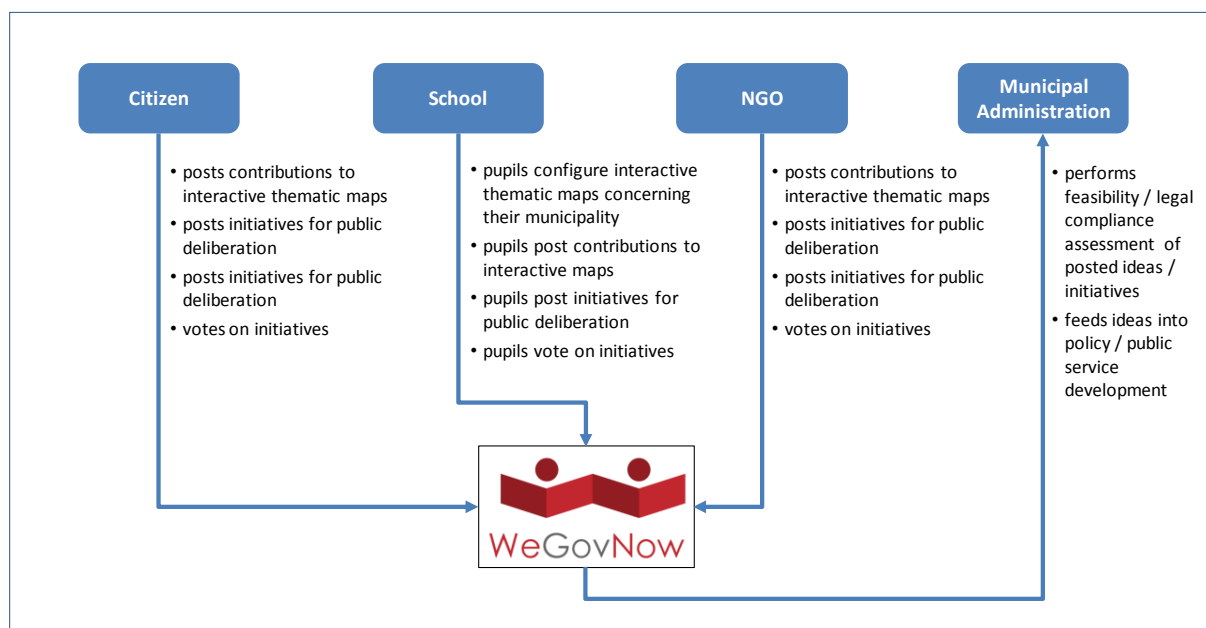 Citizen
School
NGO
Municipal
Administration
• posts contributions to
interactive thematic maps
• posts initiatives for public
deliberation
• posts initiatives for public
deliberation
• votes on initiatives
• pupils configure interactive
thematic maps concerning
their municipality
• pupils post contributions to
interactive maps
• pupils post initiatives for
public deliberation
• pupils vote on initiatives
• posts contributions to
interactive thematic maps
• posts initiatives for public
deliberation
• posts initiatives for public
deliberation
• votes on initiatives
• performs
feasibility / legal
compliance
assessment of
posted ideas /
initiatives
• feeds ideas into
policy / public
service
development
WeGovNow